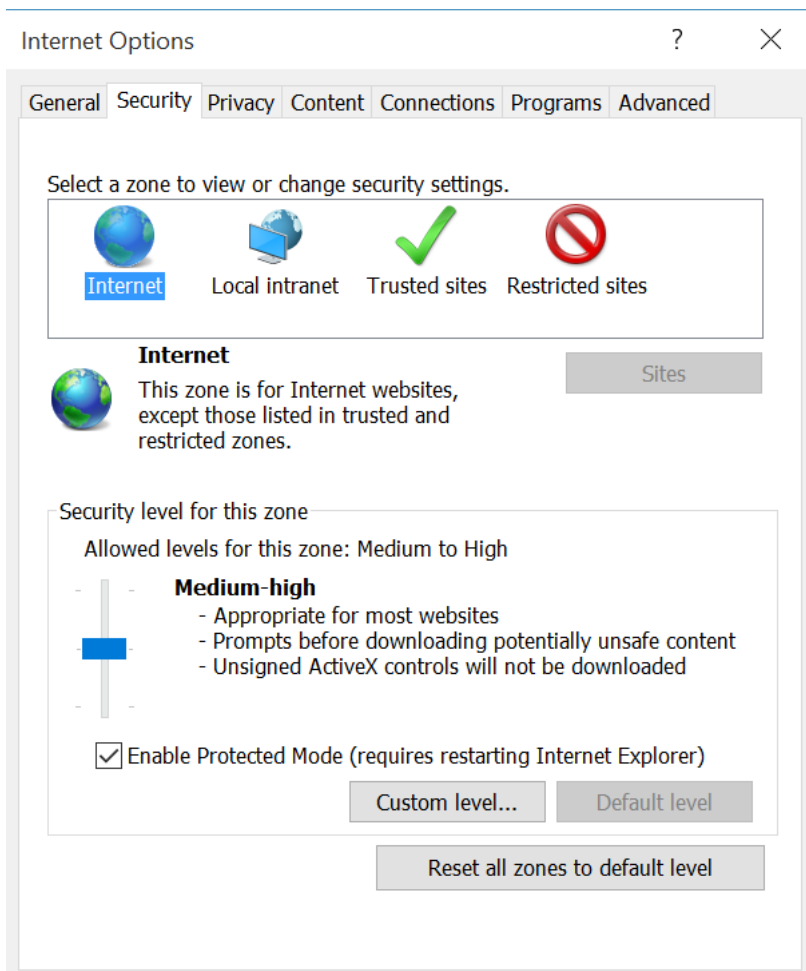 Internet Options ?
General Security Privacy Content Connections Programs Advanced
Select a zone to view or change security settings.
Internet Local intranet Trusted sites Restricted sites
Internet
Sites
This zone is for Internet websites,
except those listed in trusted and
restricted zones.
Security level for this zone
Allowed levels for this zone: Medium to High
Medium-high
- Appropriate for most websites
- Prompts before downloading potentially unsafe content
- Unsigned ActiveX controls will not be downloaded
Enable Protected Mode (requires restarting Internet Explorer)
Custom level... Default level
Reset all zones to default level